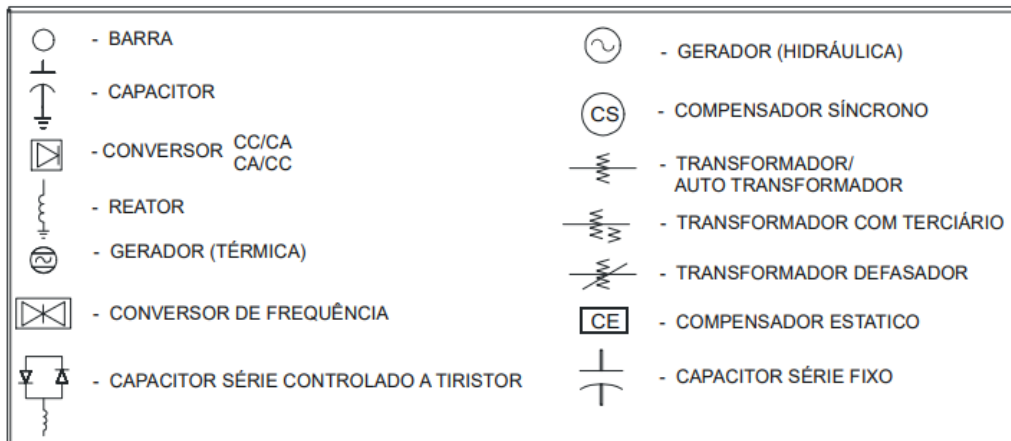 - BARRA
- CAPACITOR
- CONVERSOR CC/CA
CA/CC
- REATOR
- GERADOR (TÉRMICA)
- CONVERSOR DE FREQUÊNCIA
- CAPACITOR SÉRIE CONTROLADO A TIRISTOR
- GERADOR (HIDRÁULICA)
CS - COMPENSADOR SÍNCRONO
- TRANSFORMADOR/
AUTO TRANSFORMADOR
- TRANSFORMADOR COM TERCIÁRIO
- TRANSFORMADOR DEFASADOR
CE - COMPENSADOR ESTATICO
- CAPACITOR SÉRIE FIXO